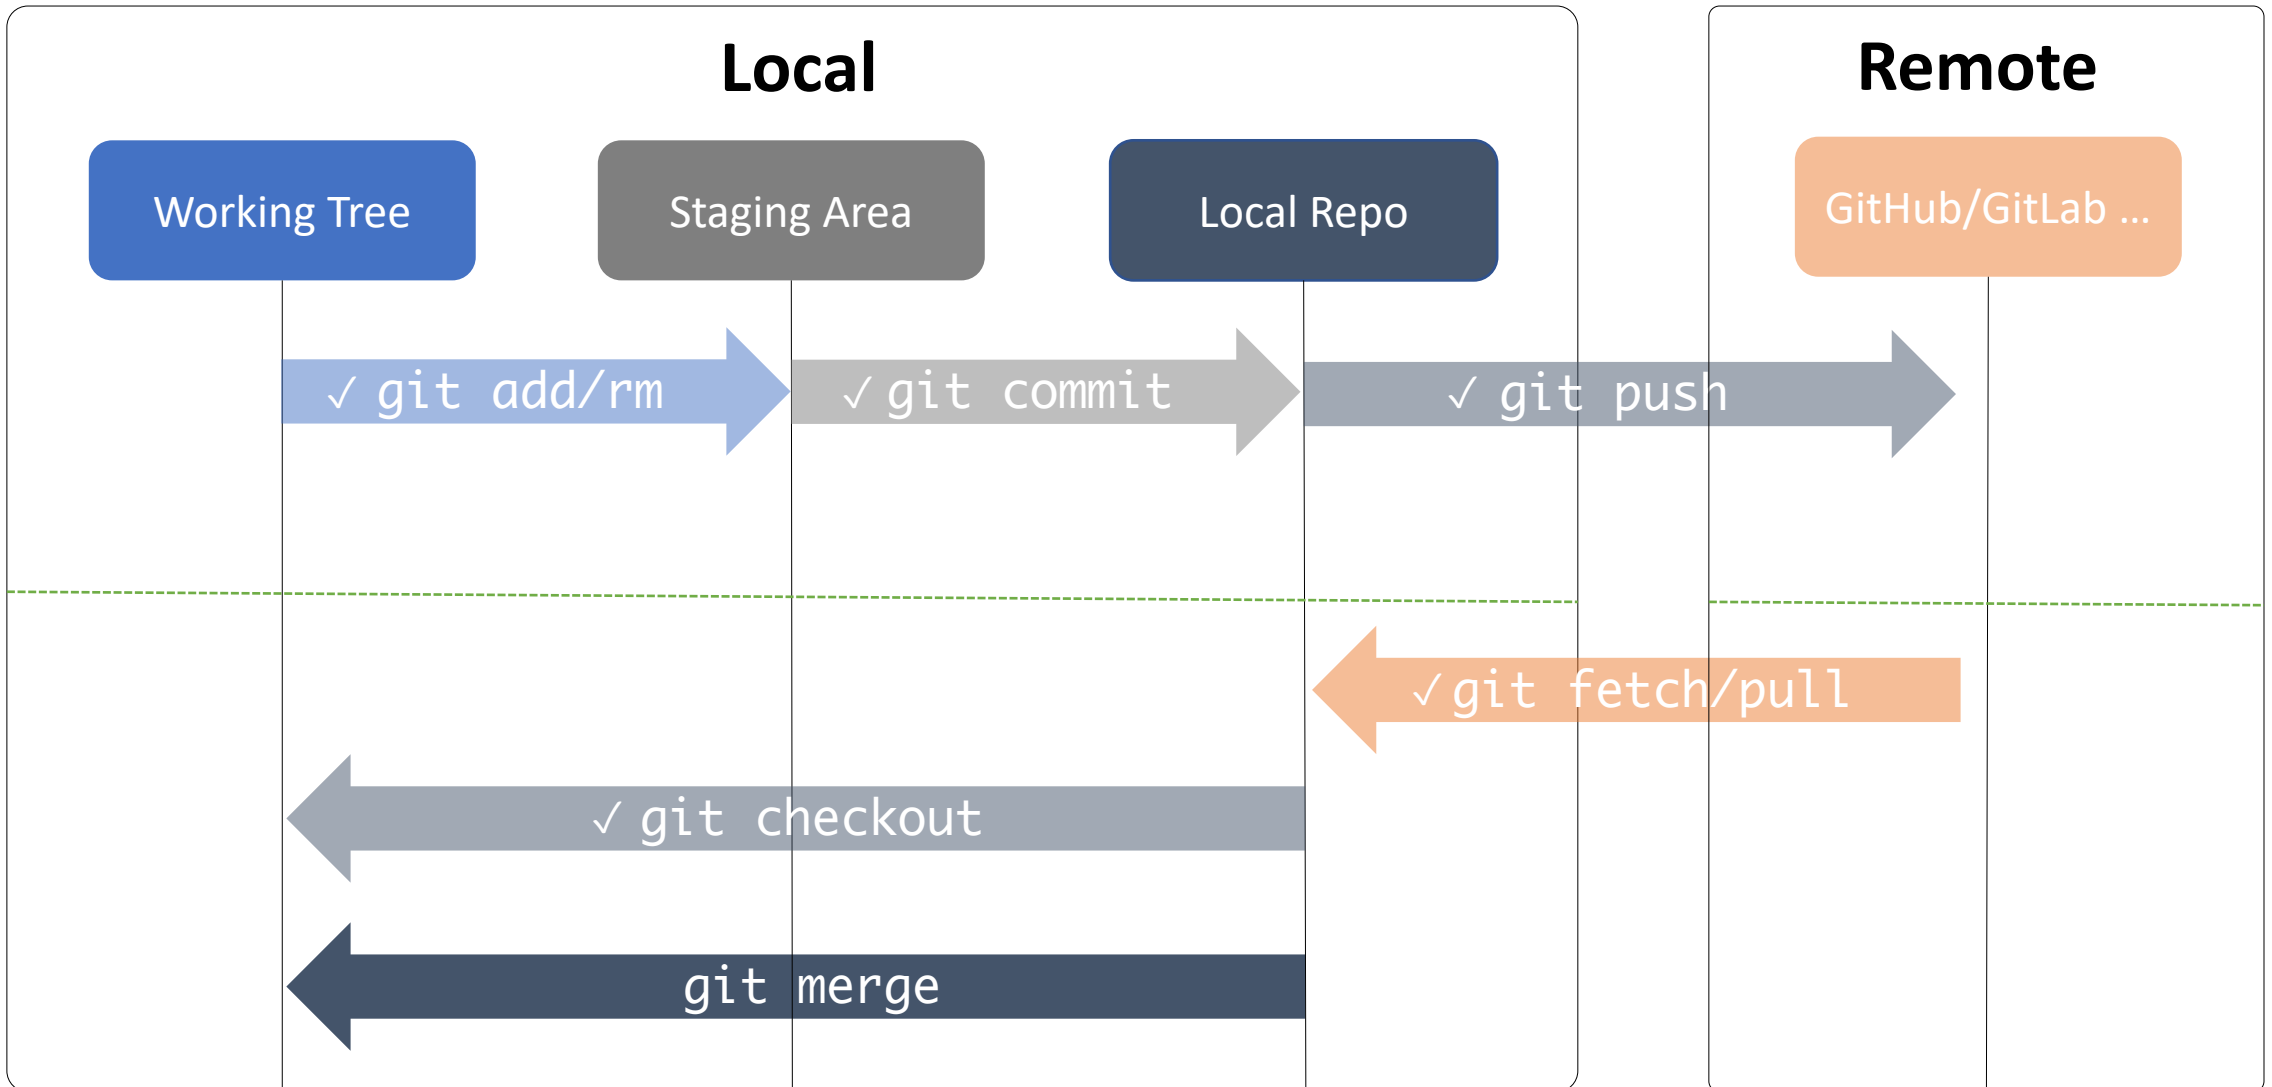 Local
Remote
Working Tree
Staging Area
Local Repo
GitHub/GitLab ...
✓ git add/rm
✓ git commit
✓ git push
✓ git fetch/pull
✓ git checkout
git merge